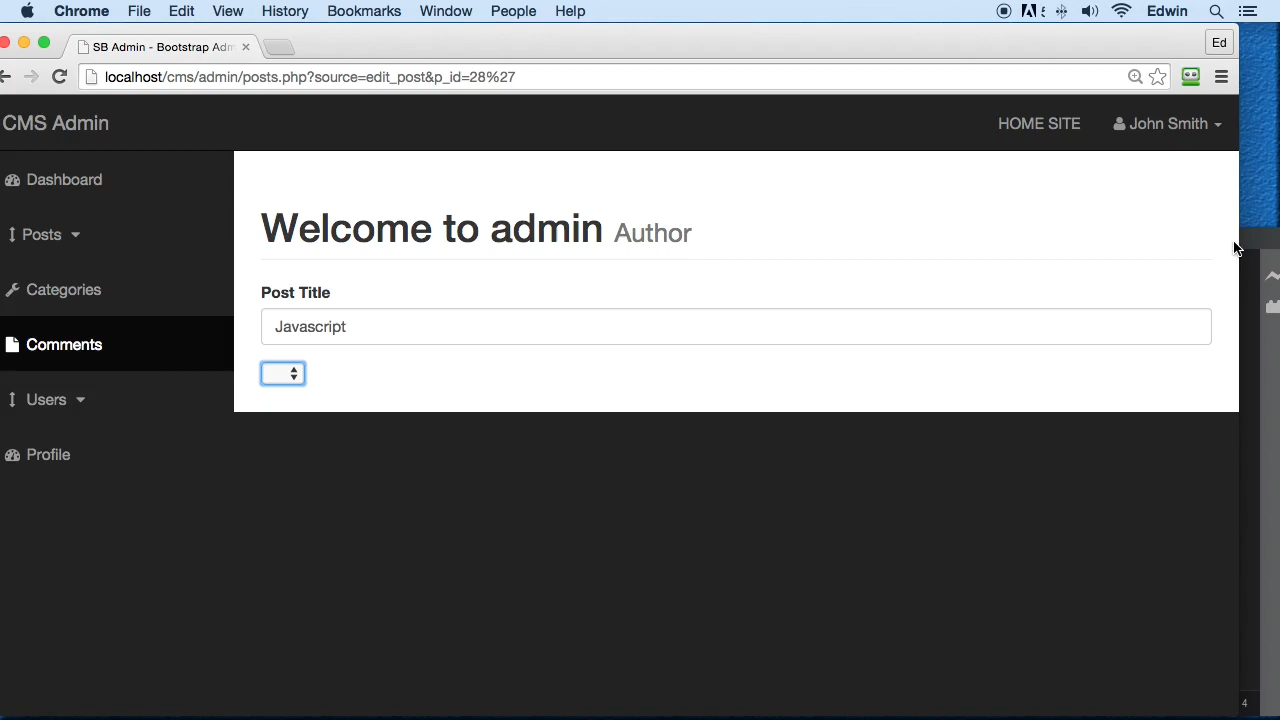 Chrome File Edit View History Bookmarks Window People Help Edwin
SB Admin - Bootstrap Adm
Ed
localhost/cms/admin/posts.php?source=edit_post&p_id=28%27
CMS Admin HOME SITE John Smith
Dashboard
Posts
Categories
Comments
Users
Profile
Welcome to admin Author
Post Title
Javascript
4